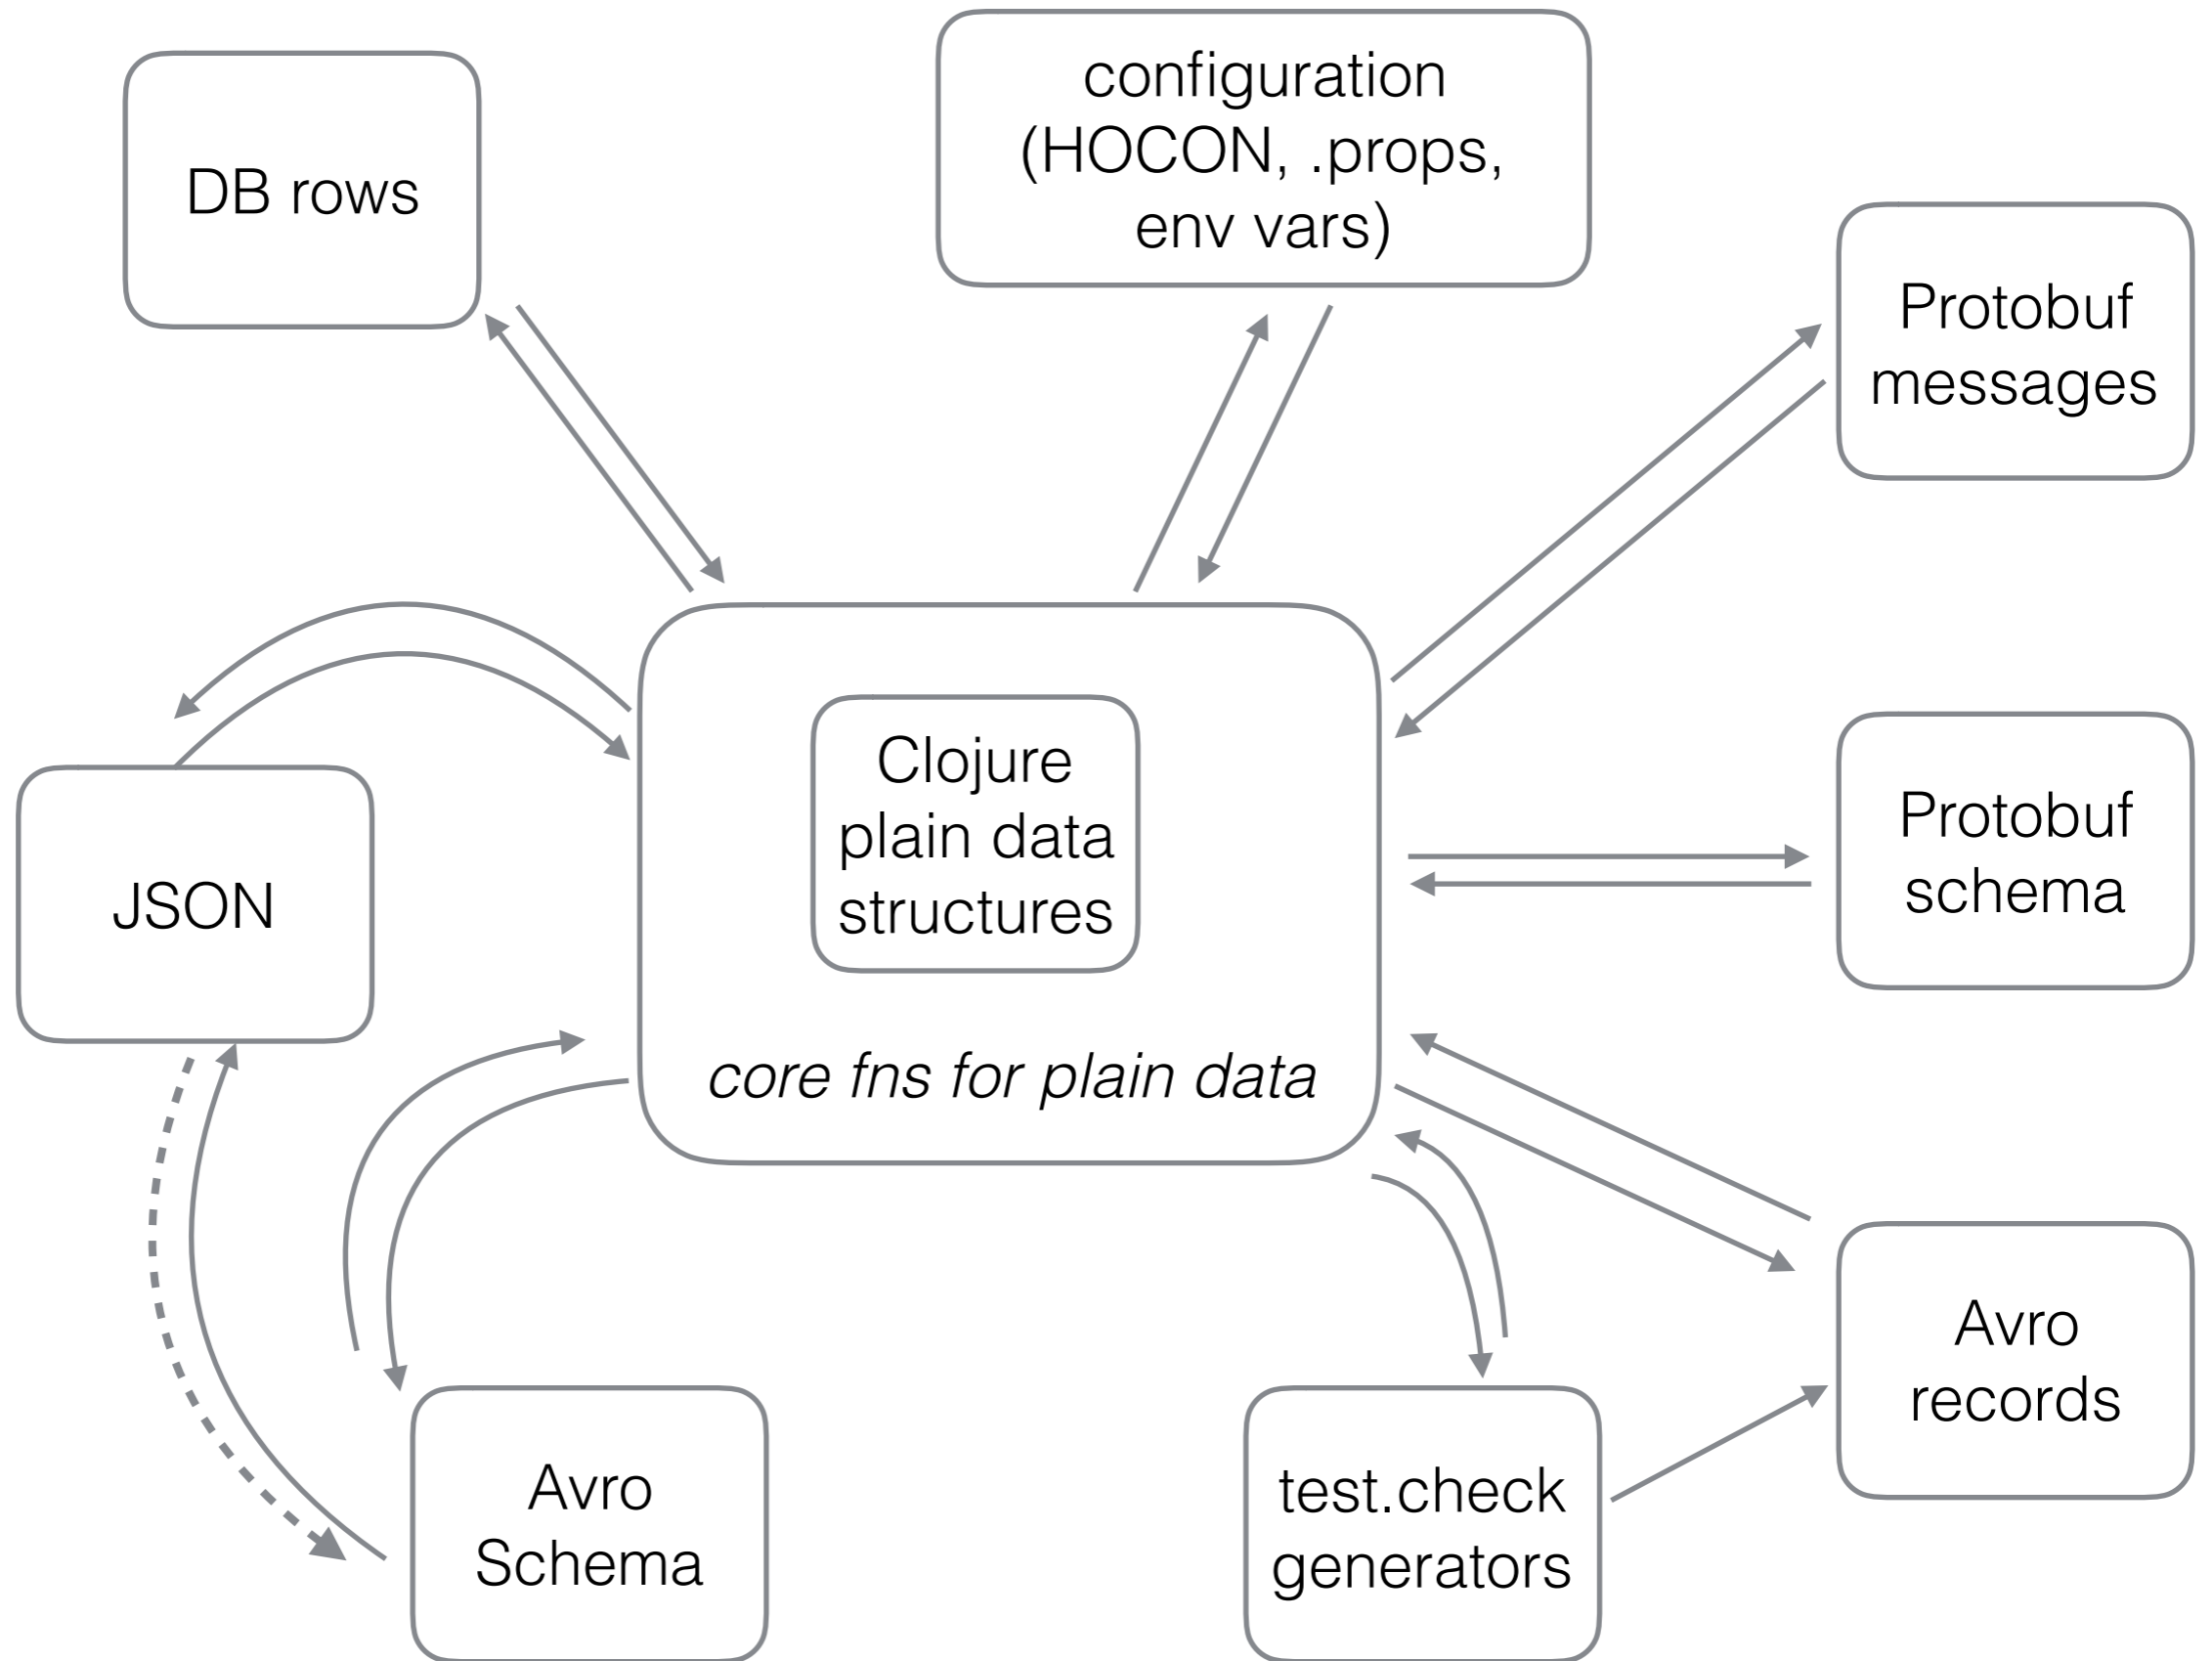 DB rows
configuration
(HOCON, .props,
env vars)
Protobuf
messages
Clojure
plain data
structures
core fns for plain data
JSON
Protobuf
schema
Avro
Schema
test.check
generators
Avro
records